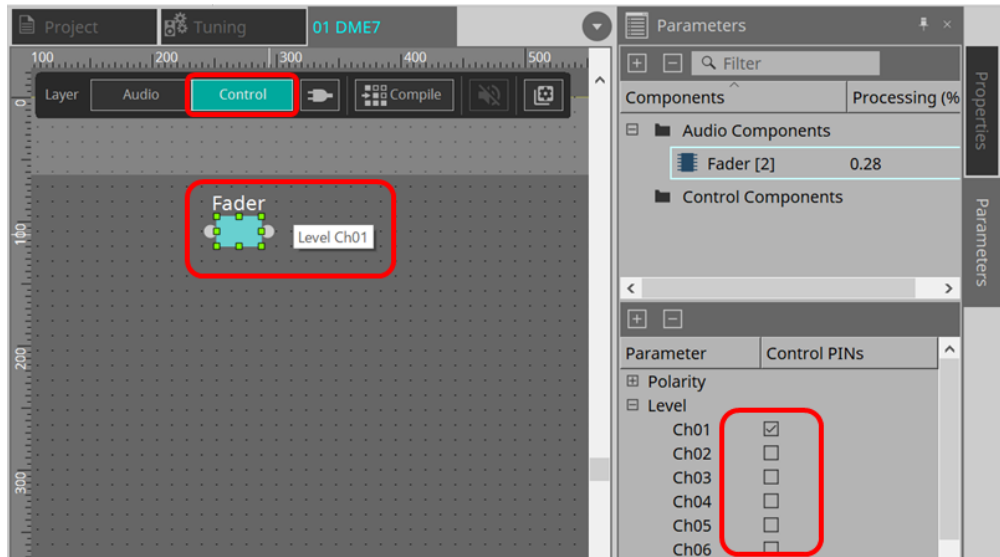 Project
Tuning
01 DME7
100
200
300
400
500
0
Layer
Audio
Control
Compile
Fader
100
Level Ch01
200
300
Parameters
Filter
Components
Processing (%
Audio Components
Fader [2]
0.28
Control Components
Parameter
Control PINs
Polarity
Level
Ch01
Ch02
Ch03
Ch04
Ch05
Ch06
Properties
Parameters